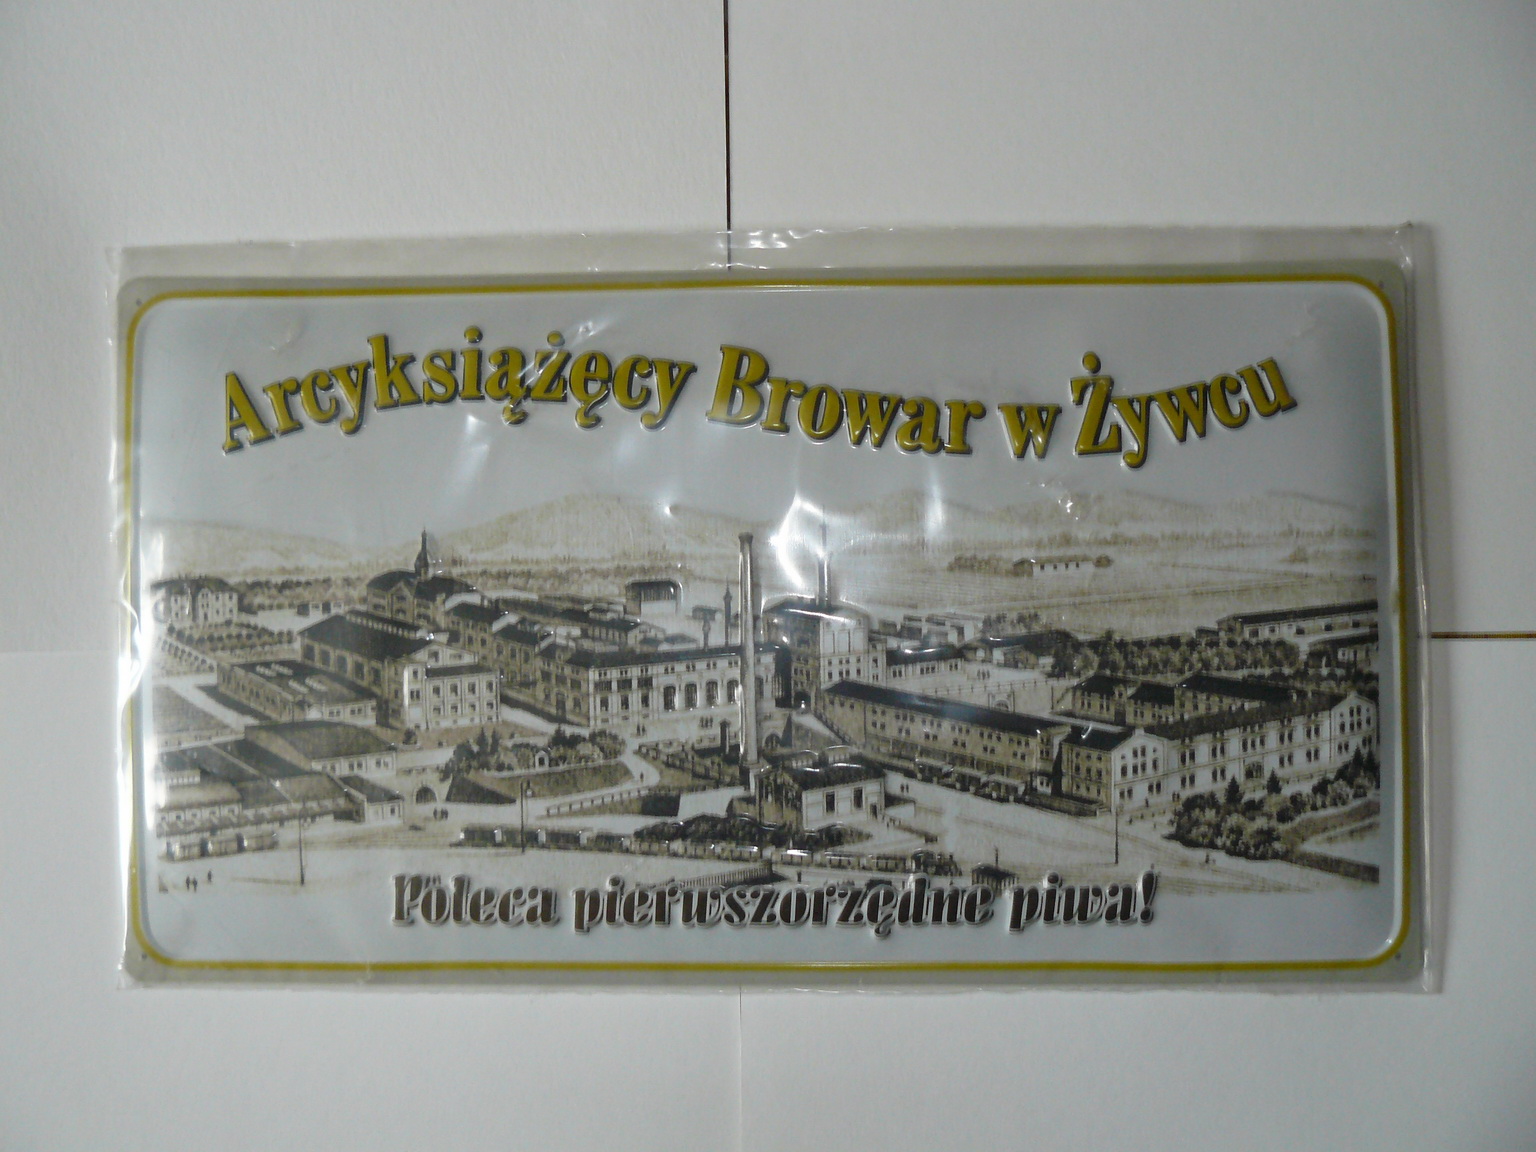 Arcyksiążęcy Browar w Żywcu
Poleca pierwszorzędne piwa!